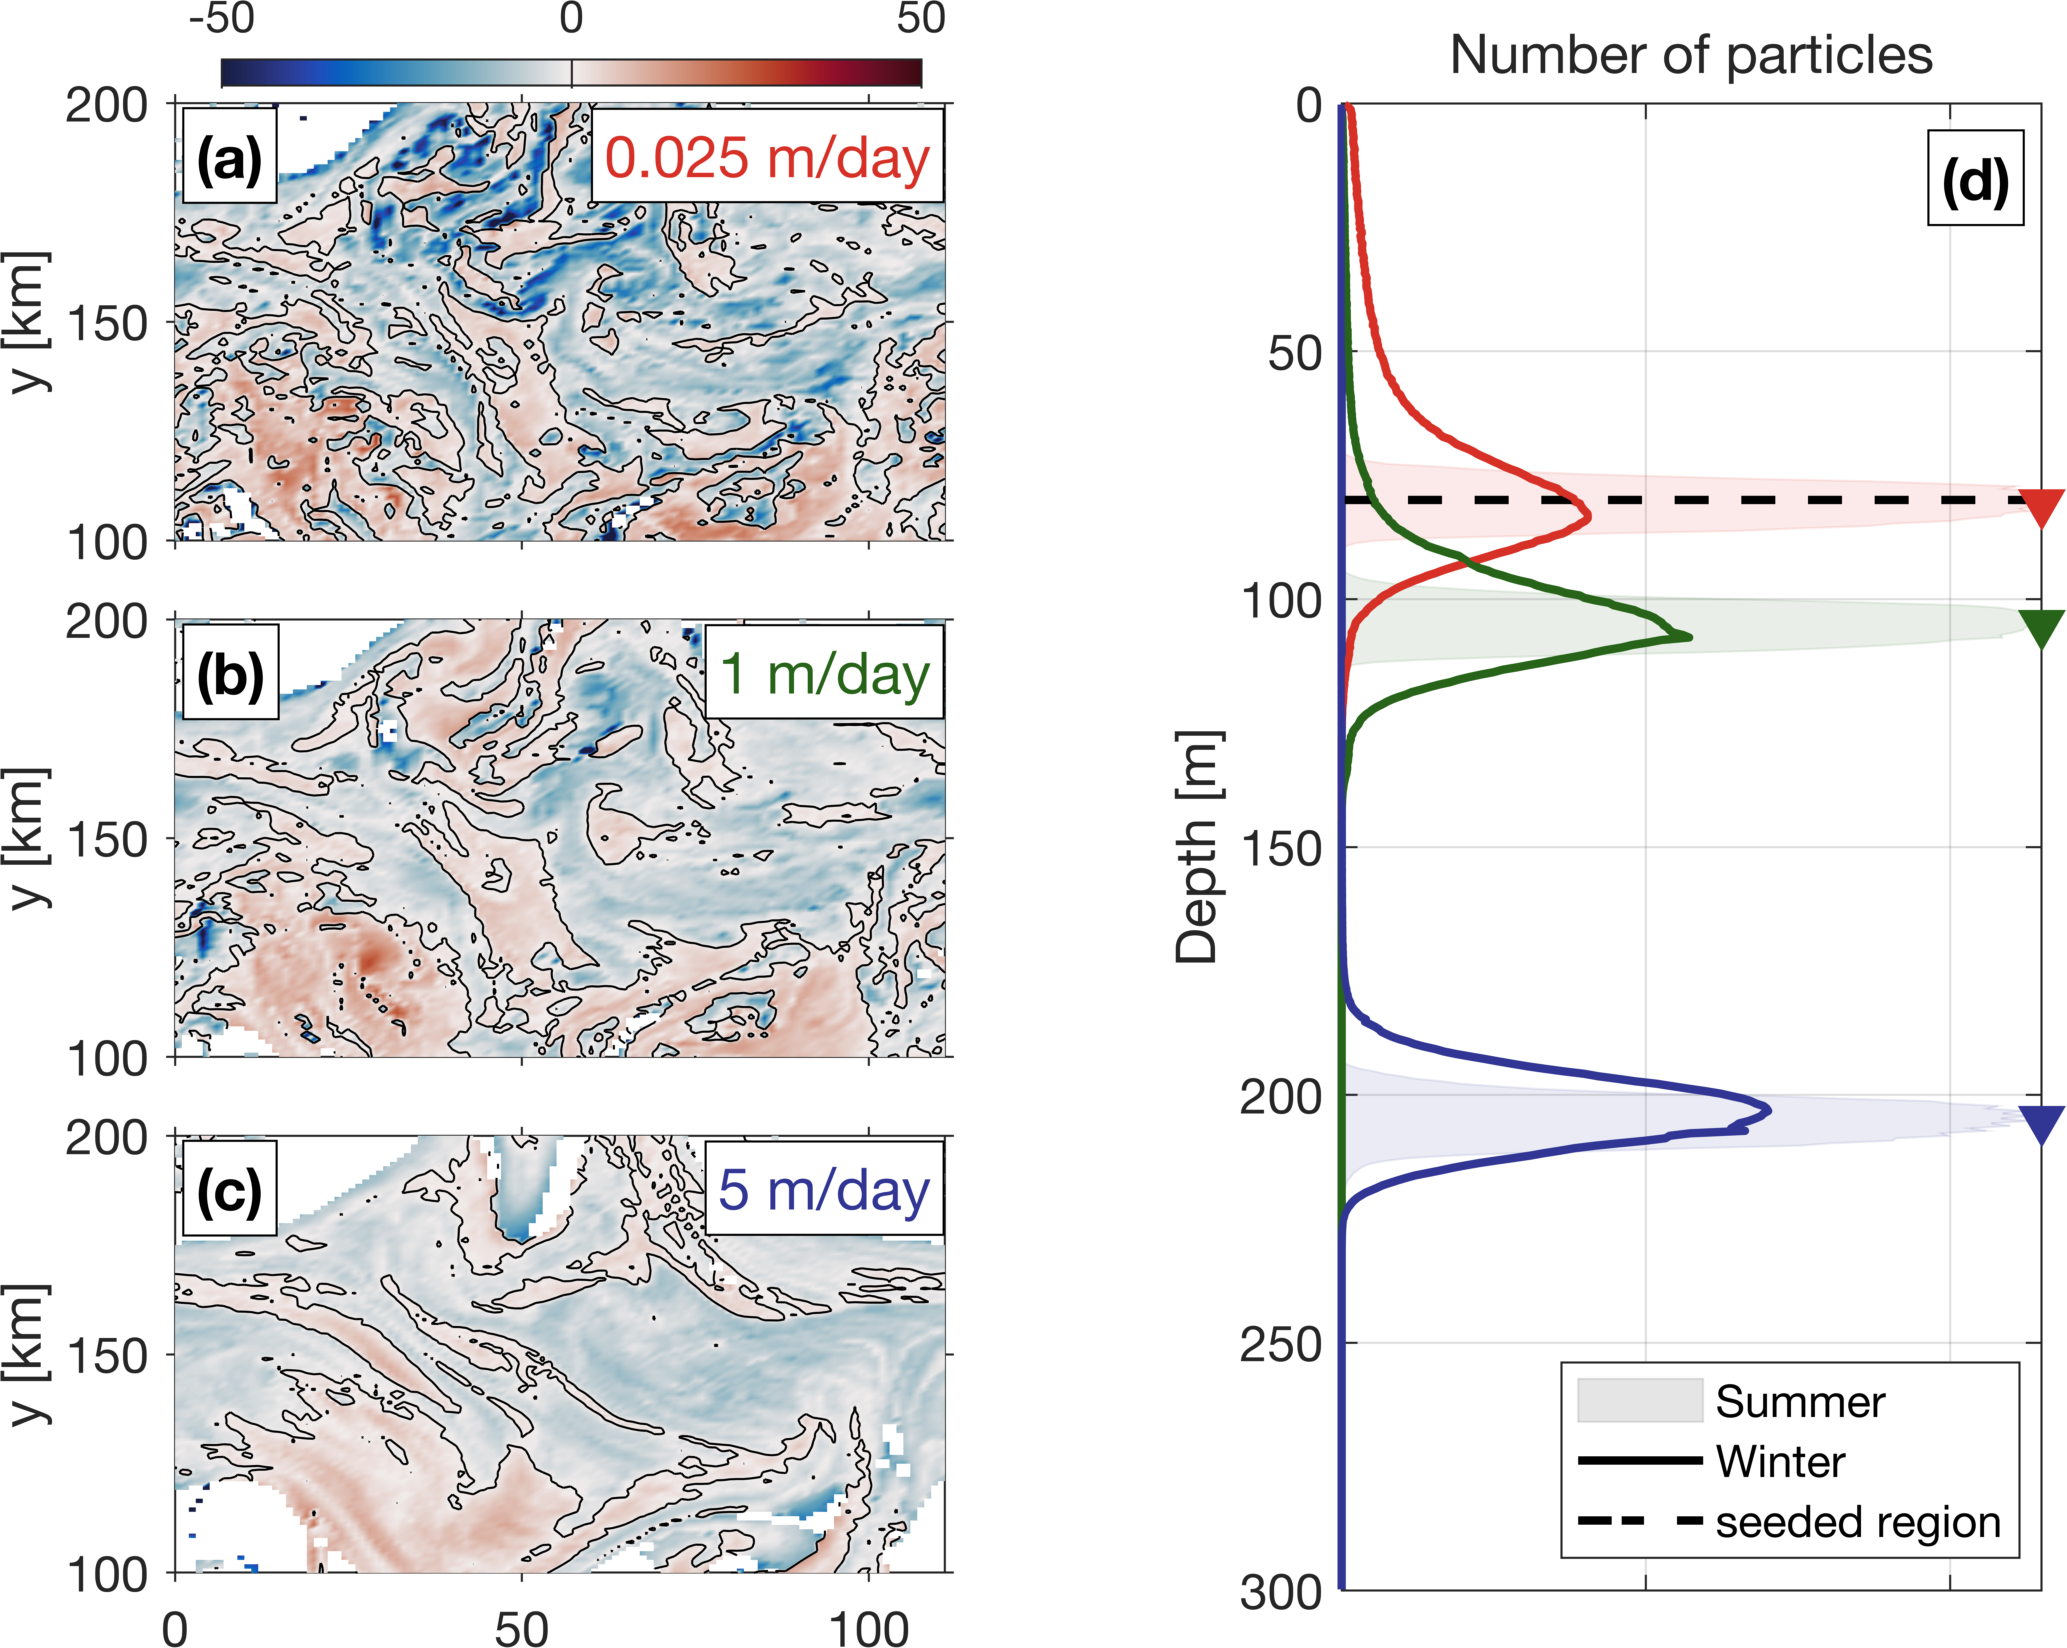 -50 0 50
200
(a) 0.025 m/day
y [km]
150
100
200
(b) 1 m/day
y [km]
150
100
200
(c) 5 m/day
y [km]
150
100
0 50 100
Number of particles
(d)
0
50
100
150
200
250
300
Depth [m]
Summer
Winter
seeded region